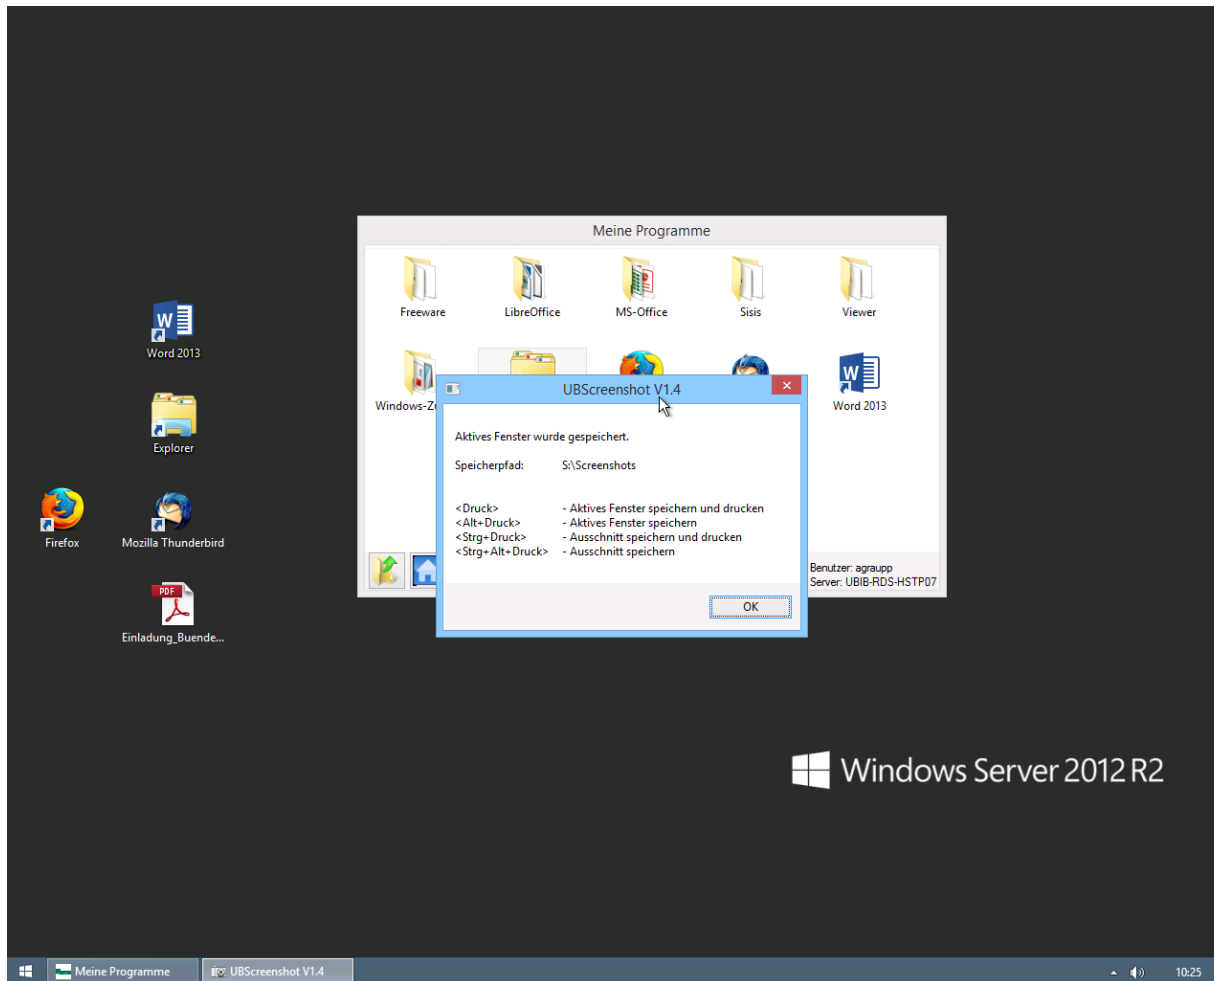 Meine Programme
Freeware
LibreOffice
MS-Office
Sisis
Viewer
Word 2013
Word 2013
UBScreenshot V1.4
Aktives Fenster wurde gespeichert.
Speicherpfad: S:\Screenshots
<Druck> - Aktives Fenster speichern und drucken
<Alt+Druck> - Aktives Fenster speichern
<Strg+Druck> - Ausschnitt speichern und drucken
<Strg+Alt+Druck> - Ausschnitt speichern
OK
Benutzer: agraupp
Server: UBIB-RDS-HSTP07
Explorer
Firefox
Mozilla Thunderbird
PDF
Einladung_Buende...
Windows Server 2012 R2
Meine Programme
UBScreenshot V1.4
10:25